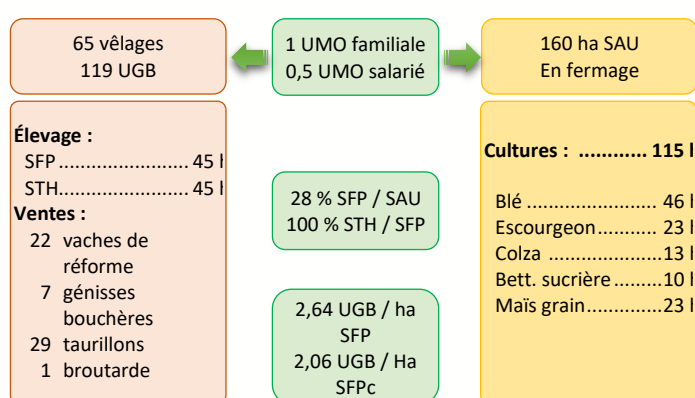 65 vêlages
119 UGB
1 UMO familiale
0,5 UMO salarié
160 ha SAU
En fermage
Élevage :
SFP....................... 45 h
STH....................... 45 h
Ventes :
22 vaches de
réforme
7 génisses
bouchères
29 taurillons
1 broutarde
28 % SFP / SAU
100 % STH / SFP
2,64 UGB / ha
SFP
2,06 UGB / Ha
SFPc
Cultures : ............ 115 h
Blé ....................... 46 h
Escourgeon.......... 23 h
Colza ...................13 h
Bett. sucrière.........10 h
Maïs grain.............23 h